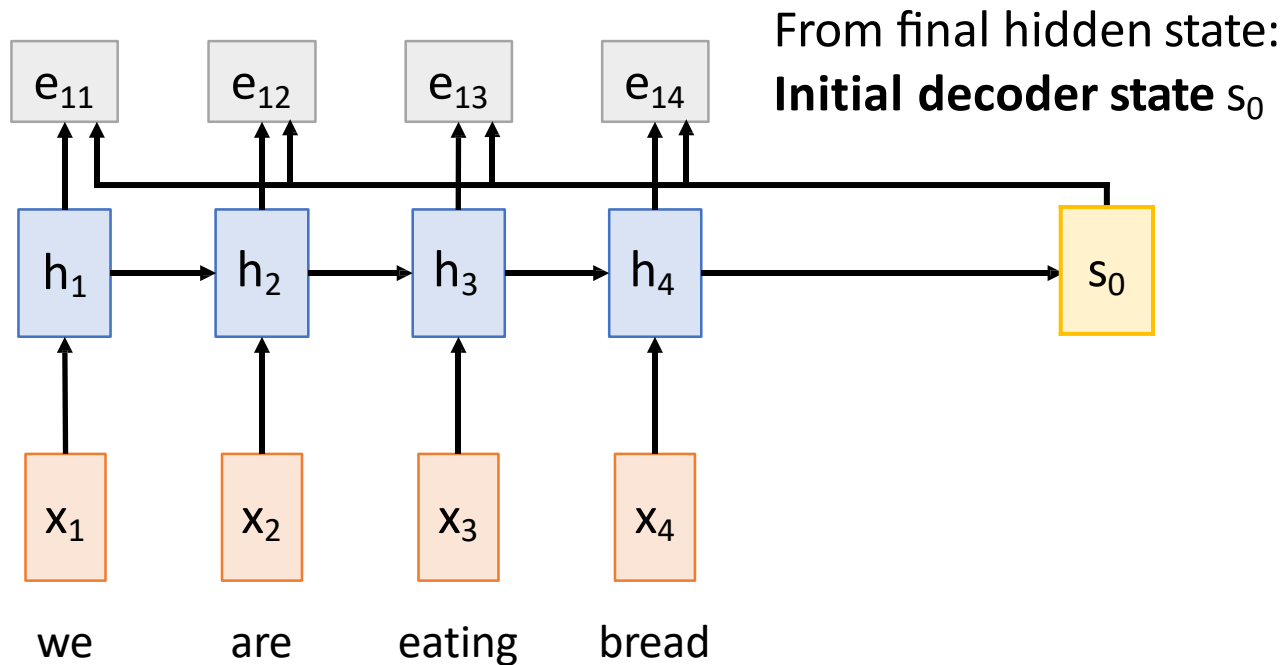 From final hidden state:
Initial decoder state s₀
e₁₁ e₁₂ e₁₃ e₁₄
h₁ h₂ h₃ h₄ s₀
x₁ x₂ x₃ x₄
we are eating bread